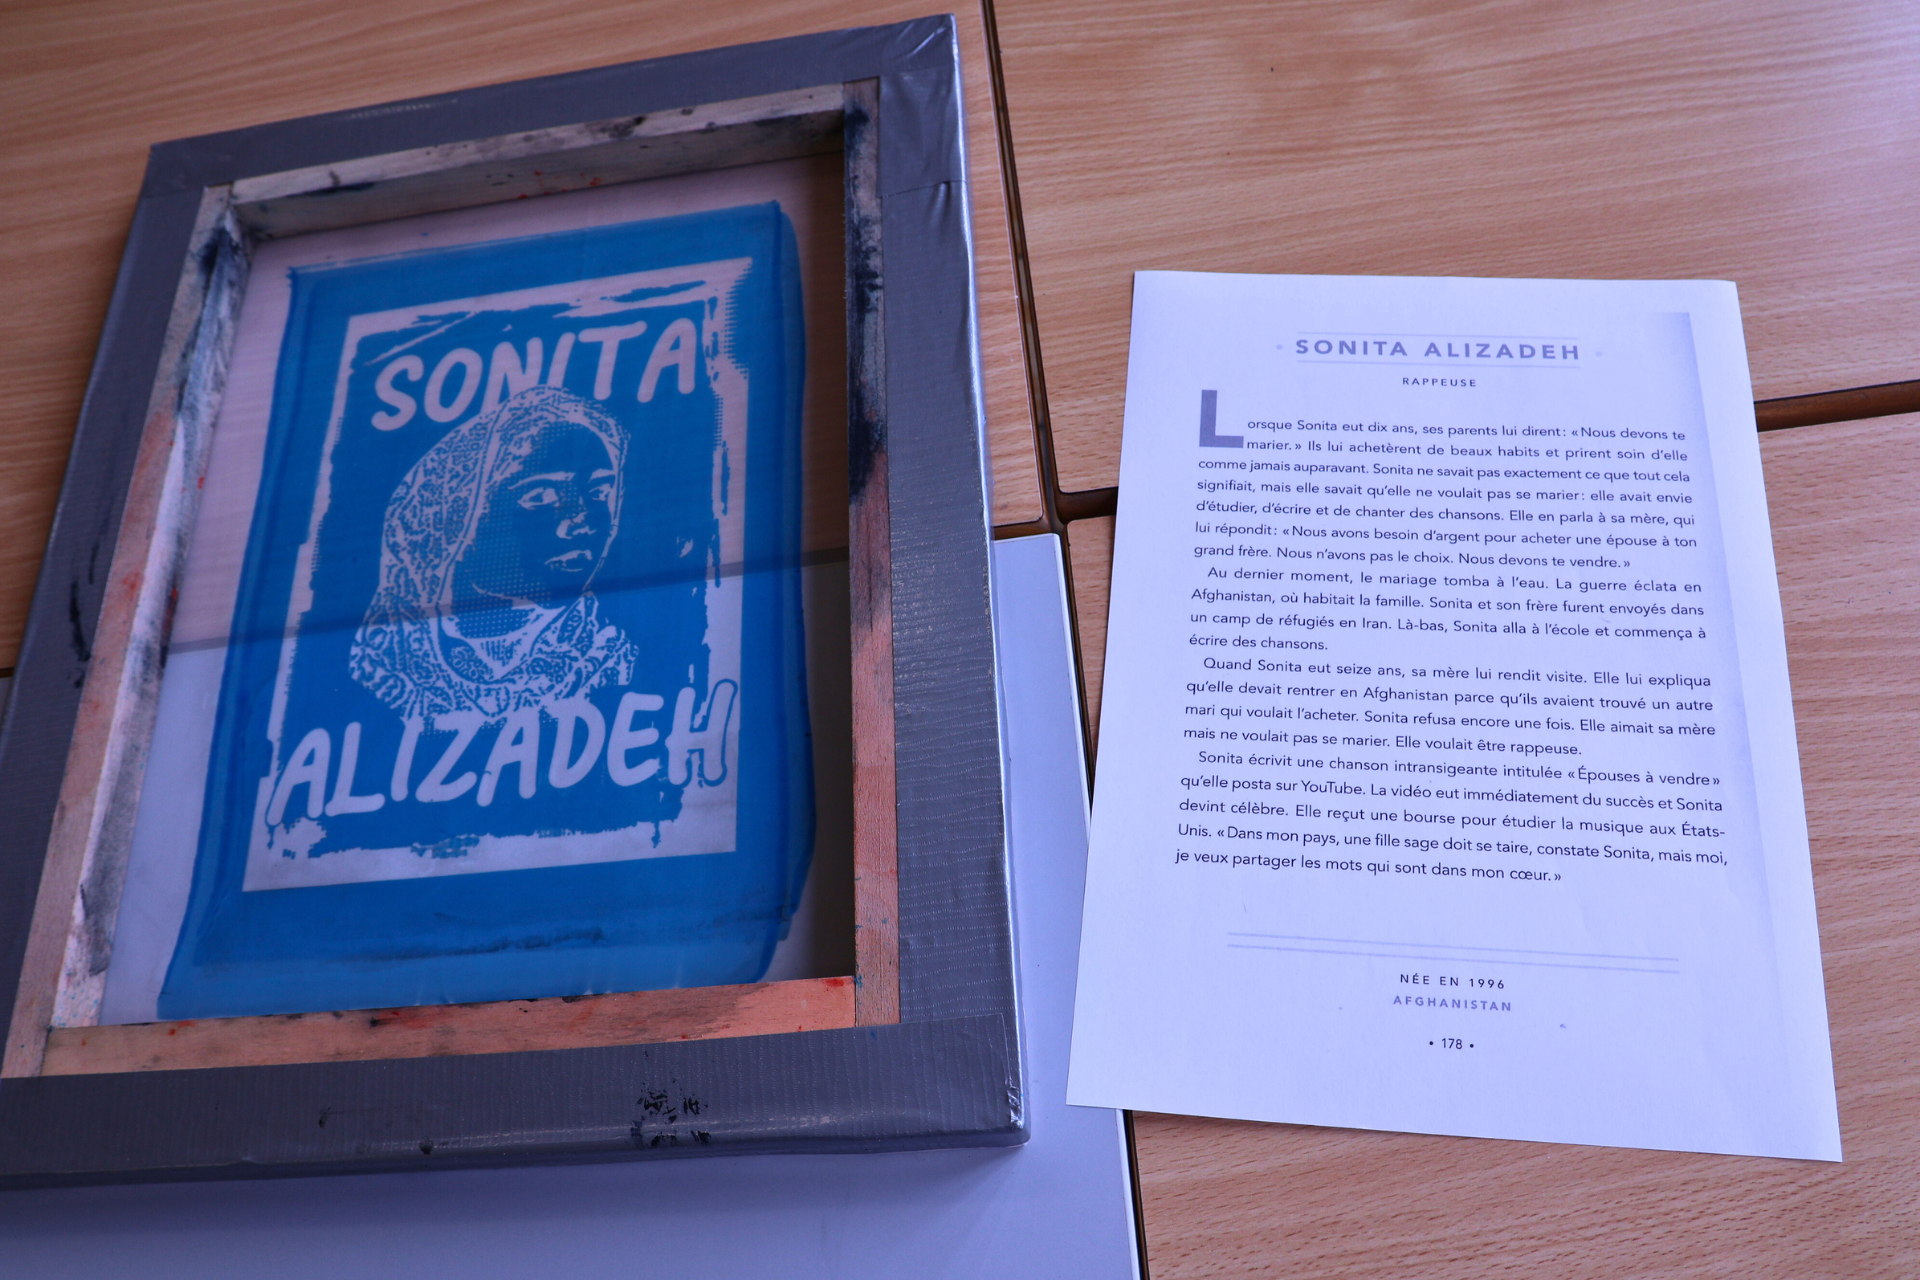 SONITA
ALIZADEH
SONITA ALIZADEH
RAPPEUSE
Lorsque Sonita eut dix ans, ses parents lui dirent : « Nous devons te
marier. » Ils lui achetèrent de beaux habits et prirent soin d'elle
comme jamais auparavant. Sonita ne savait pas exactement ce que tout cela
signifiait, mais elle savait qu'elle ne voulait pas se marier : elle avait envie
d'étudier, d'écrire et de chanter des chansons. Elle en parla à sa mère, qui
lui répondit : « Nous avons besoin d'argent pour acheter une épouse à ton
grand frère. Nous n'avons pas le choix. Nous devons te vendre. »
Au dernier moment, le mariage tomba à l'eau. La guerre éclata en
Afghanistan, où habitait la famille. Sonita et son frère furent envoyés dans
un camp de réfugiés en Iran. Là-bas, Sonita alla à l'école et commença à
écrire des chansons.
Quand Sonita eut seize ans, sa mère lui rendit visite. Elle lui expliqua
qu'elle devait rentrer en Afghanistan parce qu'ils avaient trouvé un autre
mari qui voulait l'acheter. Sonita refusa encore une fois. Elle aimait sa mère
mais ne voulait pas se marier. Elle voulait être rappeuse.
Sonita écrivit une chanson intransigeante intitulée « Épouses à vendre »
qu'elle posta sur YouTube. La vidéo eut immédiatement du succès et Sonita
devint célèbre. Elle reçut une bourse pour étudier la musique aux États-
Unis. « Dans mon pays, une fille sage doit se taire, constate Sonita, mais moi,
je veux partager les mots qui sont dans mon cœur. »
NÉE EN 1996
AFGHANISTAN
• 178 •